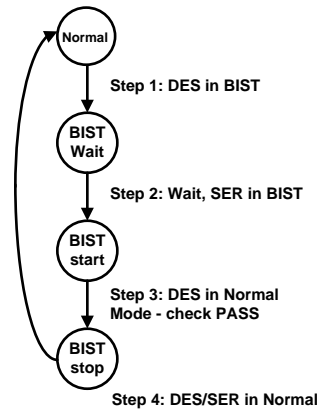 Normal
Step 1: DES in BIST
BIST
Wait
Step 2: Wait, SER in BIST
BIST
start
Step 3: DES in Normal
Mode - check PASS
BIST
stop
Step 4: DES/SER in Normal